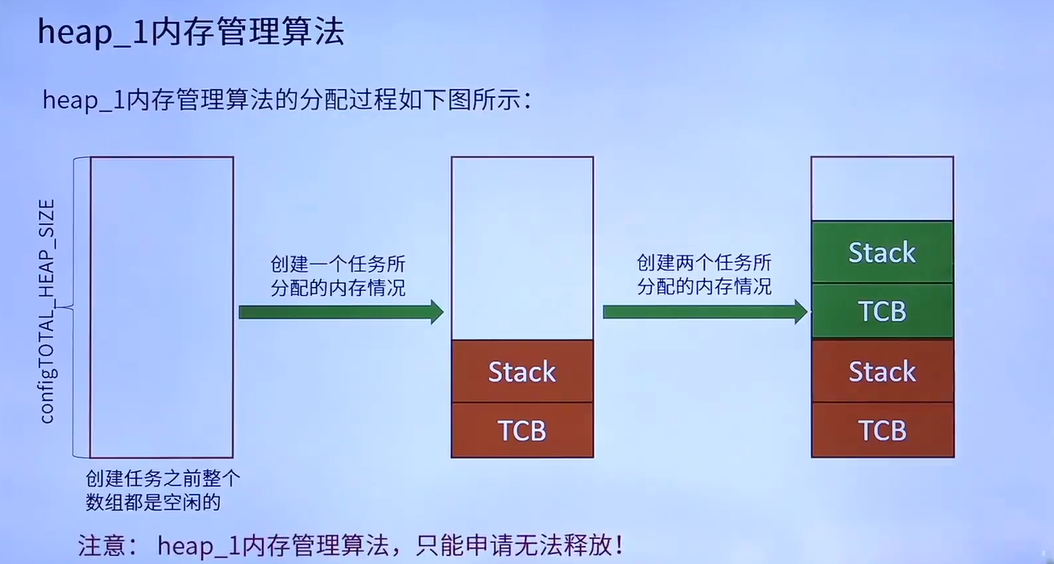 heap_1内存管理算法
heap_1内存管理算法的分配过程如下图所示：
configTOTAL_HEAP_SIZE
创建一个任务所
分配的内存情况
创建两个任务所
分配的内存情况
Stack
TCB
Stack
TCB
Stack
TCB
创建任务之前整个
数组都是空闲的
注意： heap_1内存管理算法，只能申请无法释放！